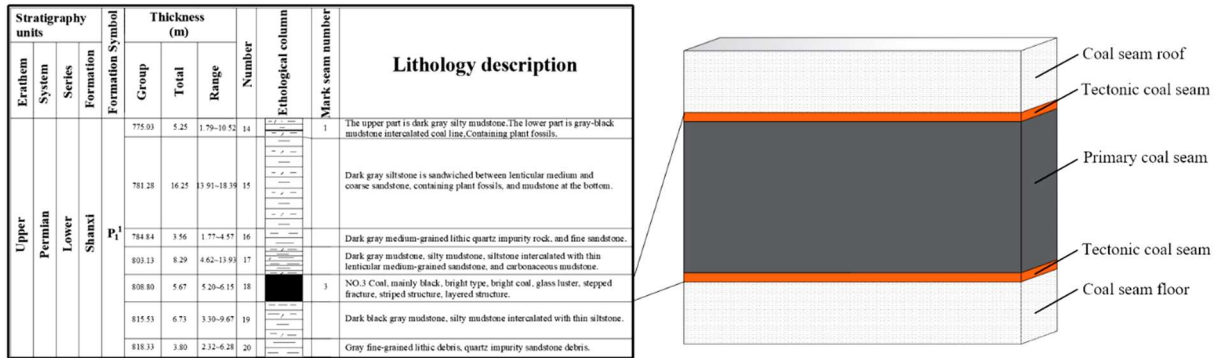 Stratigraphy units
Thickness (m)
Erathem
System
Series
Formation
Formation Symbol
Group
Total
Range
Number
Ethological column
Mark seam number
Lithology description
Upper
Permian
Lower
Shanxi
P₁¹
775.03 5.25 1.79~10.52 14 1
The upper part is dark gray silty mudstone,The lower part is gray-black
mudstone intercalated coal line,Containing plant fossils.
781.28 16.25 13.91~18.39 15
Dark gray siltstone is sandwiched between lenticular medium and
coarse sandstone, containing plant fossils, and mudstone at the bottom.
784.84 3.56 1.77~4.57 16
Dark gray medium-grained lithic quartz impurity rock, and fine sandstone.
803.13 8.29 4.62~13.93 17
Dark gray mudstone, silty mudstone, siltstone intercalated with thin
lenticular medium-grained sandstone, and carbonaceous mudstone.
808.80 5.67 5.20~6.15 18 3
NO.3 Coal, mainly black, bright type, bright coal, glass luster, stepped
fracture, striped structure, layered structure.
815.53 6.73 3.30~9.67 19
Dark black gray mudstone, silty mudstone intercalated with thin siltstone.
818.33 3.80 2.32~6.28 20
Gray fine-grained lithic debris, quartz impurity sandstone debris.
Coal seam roof
Tectonic coal seam
Primary coal seam
Tectonic coal seam
Coal seam floor